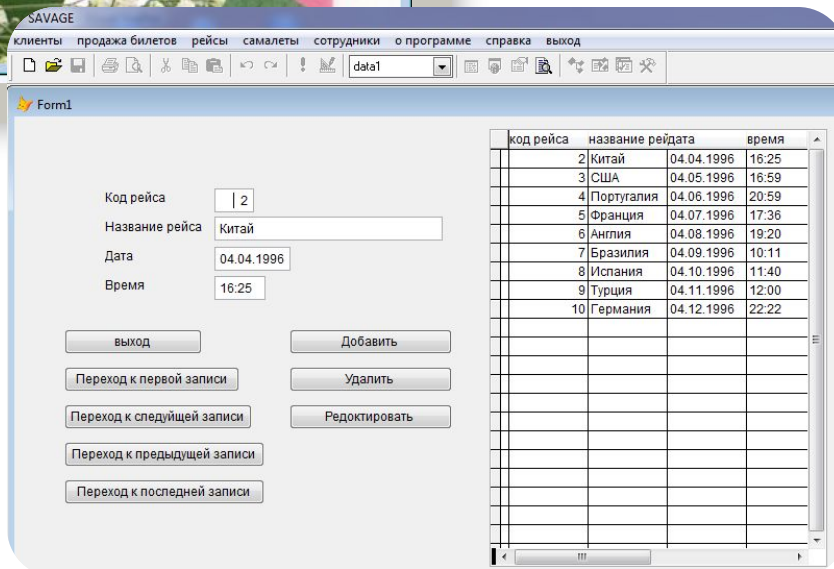 SAVAGE
клиенты продажа билетов рейсы самалеты сотрудники о программе справка выход
data1
Form1
код рейса название рей дата время
2 Китай 04.04.1996 16:25
3 США 04.05.1996 16:59
4 Португалия 04.06.1996 20:59
5 Франция 04.07.1996 17:36
6 Англия 04.08.1996 19:20
7 Бразилия 04.09.1996 10:11
8 Испания 04.10.1996 11:40
9 Турция 04.11.1996 12:00
10 Германия 04.12.1996 22:22
Код рейса 2
Название рейса Китай
Дата 04.04.1996
Время 16:25
выход Добавить
Переход к первой записи Удалить
Переход к спедуйщей записи Редоктировать
Переход к предыдущей записи
Переход к последней записи